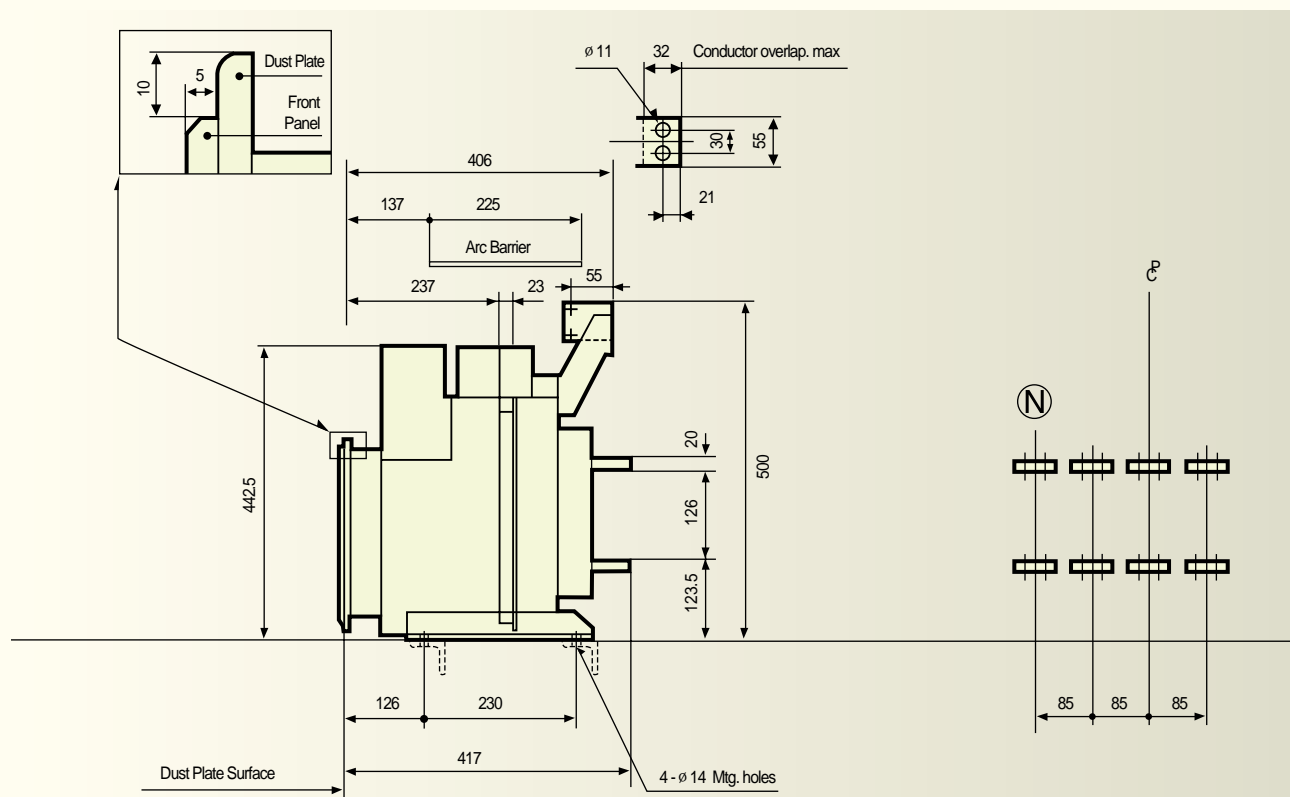 Dust Plate
5
10
Front
Panel
ø 11
32
Conductor overlap. max
30
55
21
406
137
225
Arc Barrier
237
23
55
P
C
N
442.5
20
500
126
123.5
126
230
85
85
85
417
Dust Plate Surface
4 - ø 14 Mtg. holes